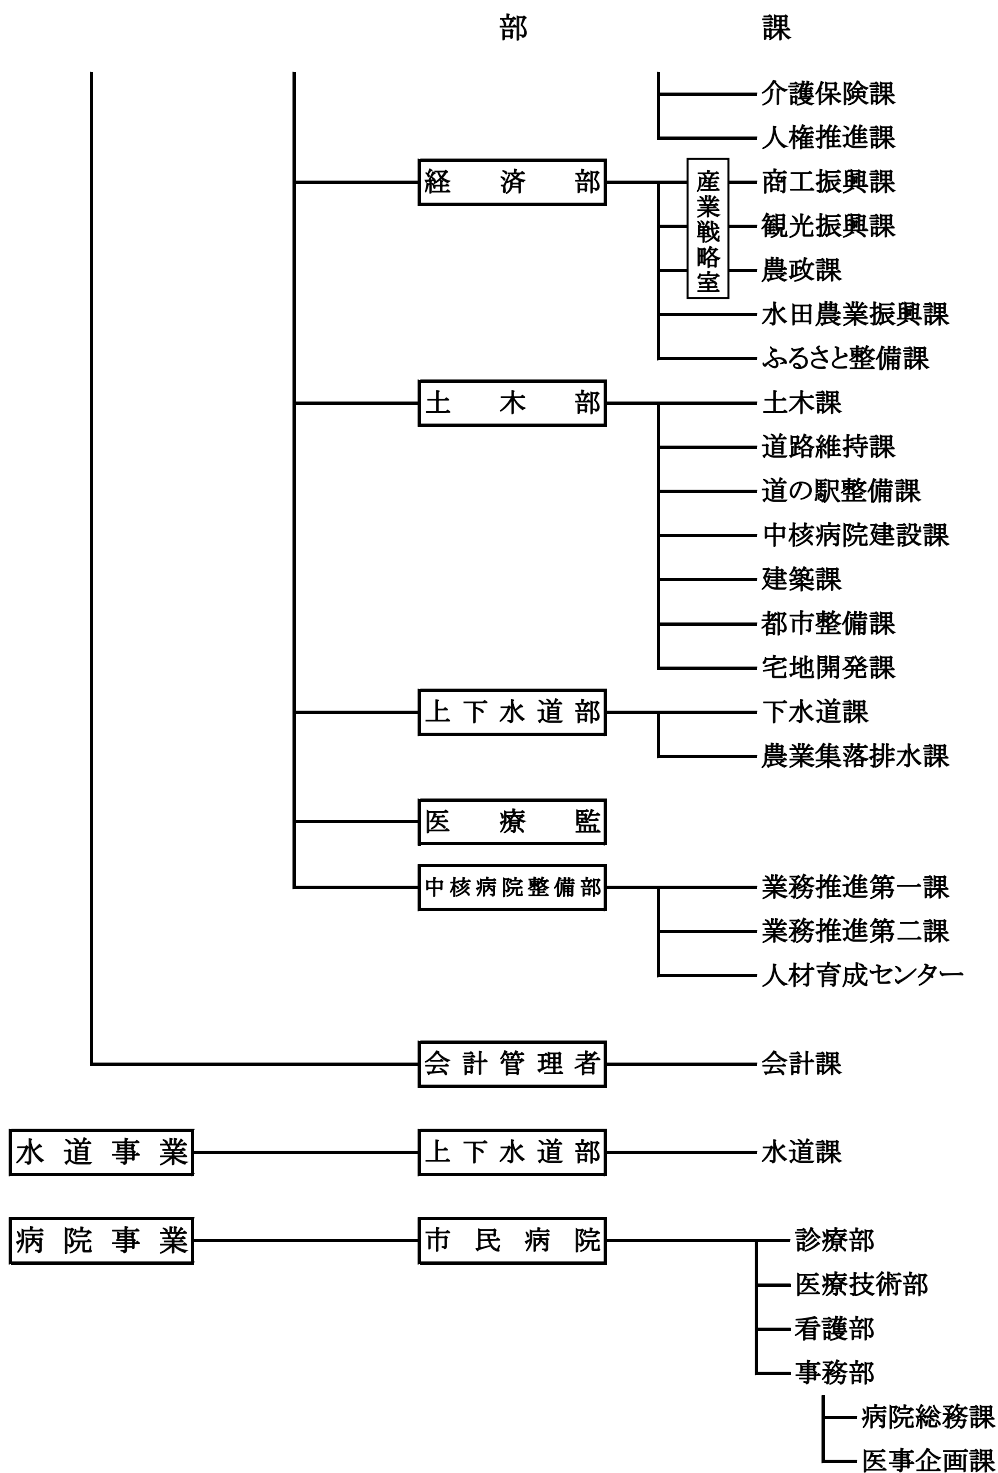 部 課
介護保険課
人権推進課
経済部 産業戦略室 商工振興課
観光振興課
農政課
水田農業振興課
ふるさと整備課
土木部 土木課
道路維持課
道の駅整備課
中核病院建設課
建築課
都市整備課
宅地開発課
上下水道部 下水道課
農業集落排水課
医療監
中核病院整備部 業務推進第一課
業務推進第二課
人材育成センター
会計管理者 会計課
水道事業 上下水道部 水道課
病院事業 市民病院 診療部
医療技術部
看護部
事務部
病院総務課
医事企画課